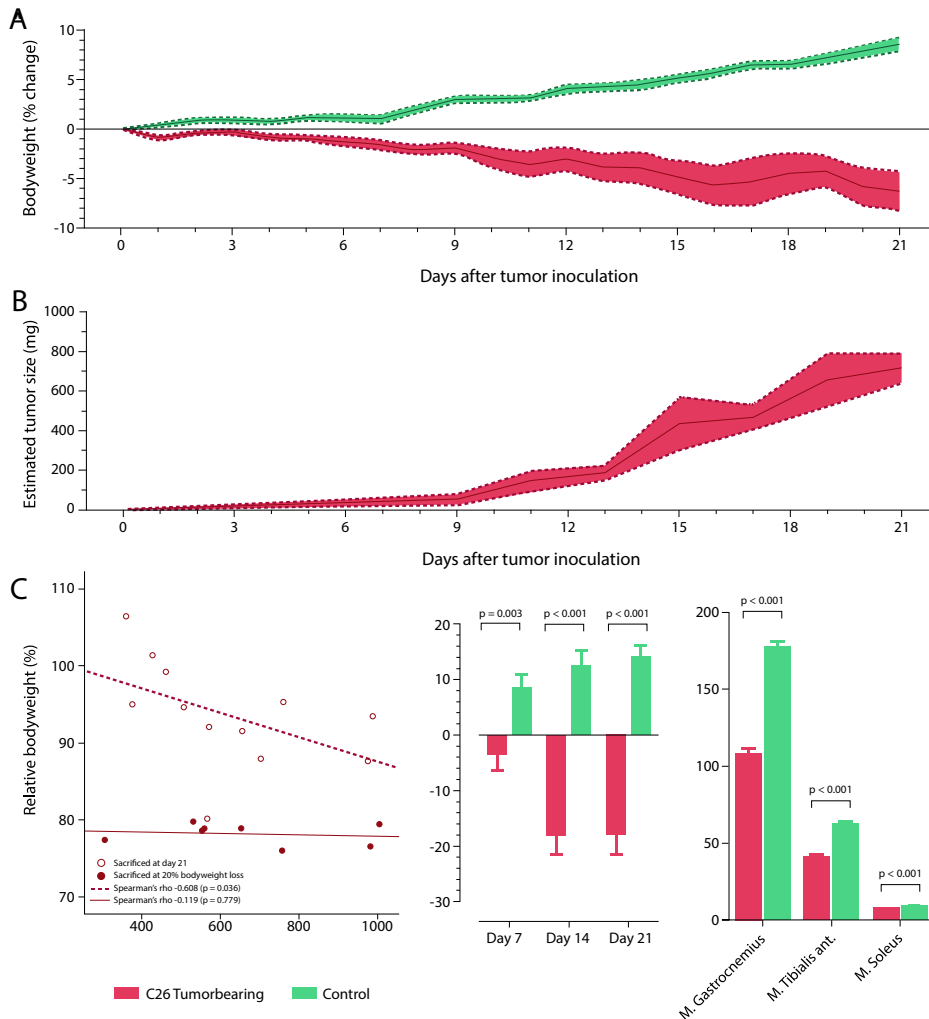 A
10
5
0
-5
-10
Bodyweight (% change)
0 3 6 9 12 15 18 21
Days after tumor inoculation
B
1000
800
600
400
200
0
Estimated tumor size (mg)
0 3 6 9 12 15 18 21
Days after tumor inoculation
C
110
100
90
80
70
Relative bodyweight (%)
Sacrificed at day 21
Sacrificed at 20% bodyweight loss
Spearman's rho -0.608 (p = 0.036)
Spearman's rho -0.119 (p = 0.779)
400 600 800 1000
p = 0.003 p < 0.001 p < 0.001
20
10
0
-10
-20
-30
Day 7 Day 14 Day 21
200
150
100
50
0
p < 0.001
p < 0.001
p < 0.001
M. Gastrocnemius
M. Tibialis ant.
M. Soleus
C26 Tumorbearing Control